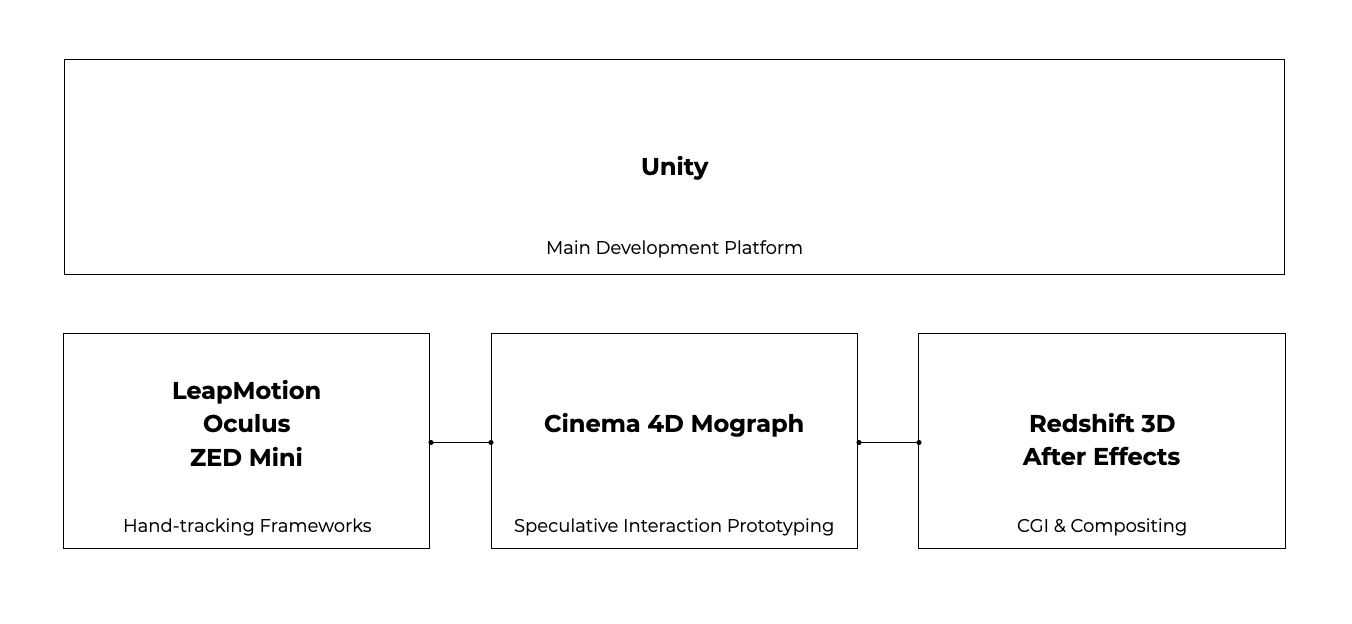 Unity
Main Development Platform
LeapMotion
Oculus
ZED Mini
Hand-tracking Frameworks
Cinema 4D Mograph
Speculative Interaction Prototyping
Redshift 3D
After Effects
CGI & Compositing